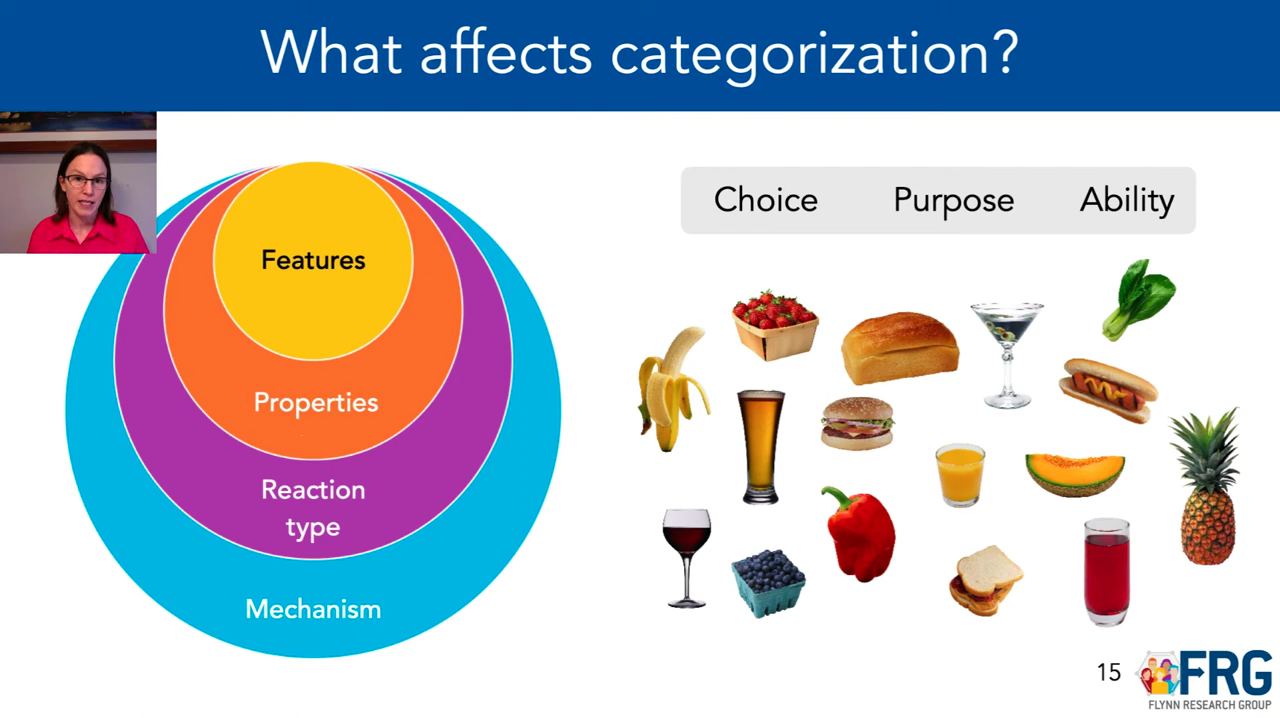 What affects categorization?
Features
Properties
Reaction
type
Mechanism
Choice Purpose Ability
15
FRG
FLYNN RESEARCH GROUP